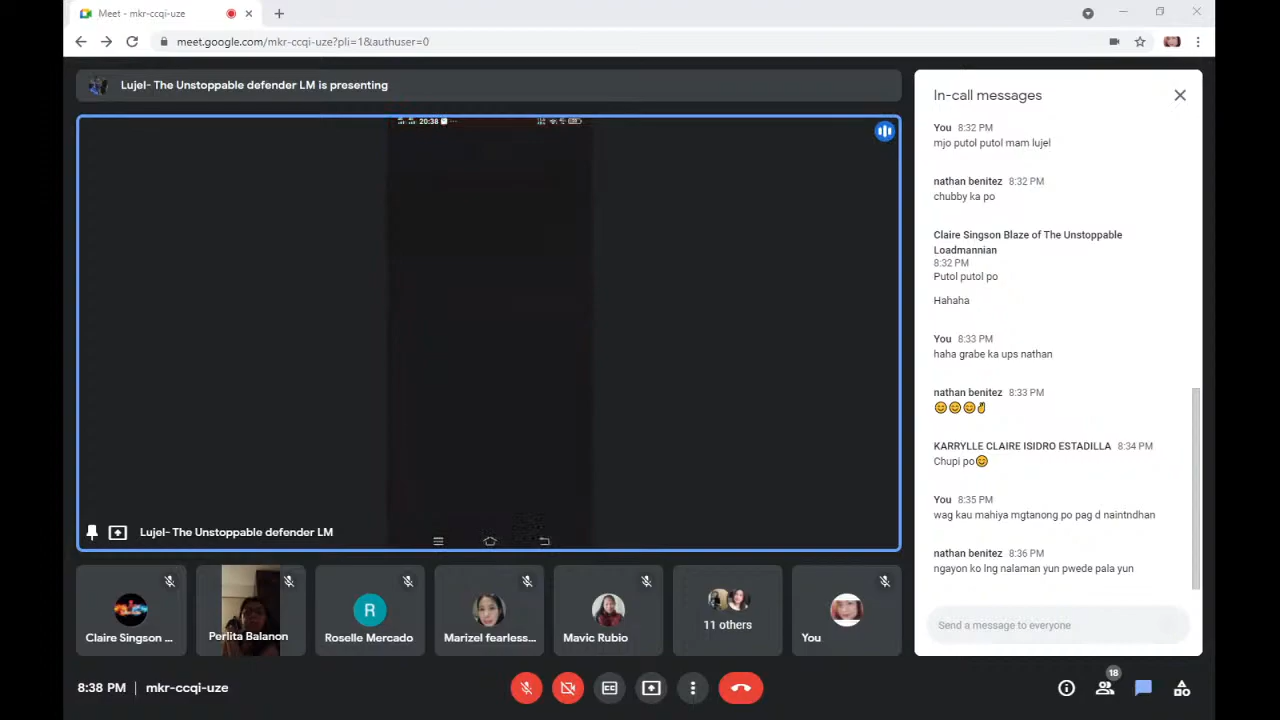 Meet - mkr-ccqi-uze
meet.google.com/mkr-ccqi-uze?pli=1&authuser=0
Lujel- The Unstoppable defender LM is presenting
20:38
Lujel- The Unstoppable defender LM
In-call messages
You 8:32 PM
mjo putol putol mam lujel
nathan benitez 8:32 PM
chubby ka po
Claire Singson Blaze of The Unstoppable
Loadmannian
8:32 PM
Putol putol po
Hahaha
You 8:33 PM
haha grabe ka ups nathan
nathan benitez 8:33 PM
😊😊😊✌
KARRYLLE CLAIRE ISIDRO ESTADILLA 8:34 PM
Chupi po😊
You 8:35 PM
wag kau mahiya mgtanong po pag d naintndhan
nathan benitez 8:36 PM
ngayon ko lng nalaman yun pwede pala yun
Send a message to everyone
Claire Singson ...
Perlita Balanon
R
Roselle Mercado
Marizel fearless...
Mavic Rubio
11 others
You
8:38 PM | mkr-ccqi-uze
CC
18